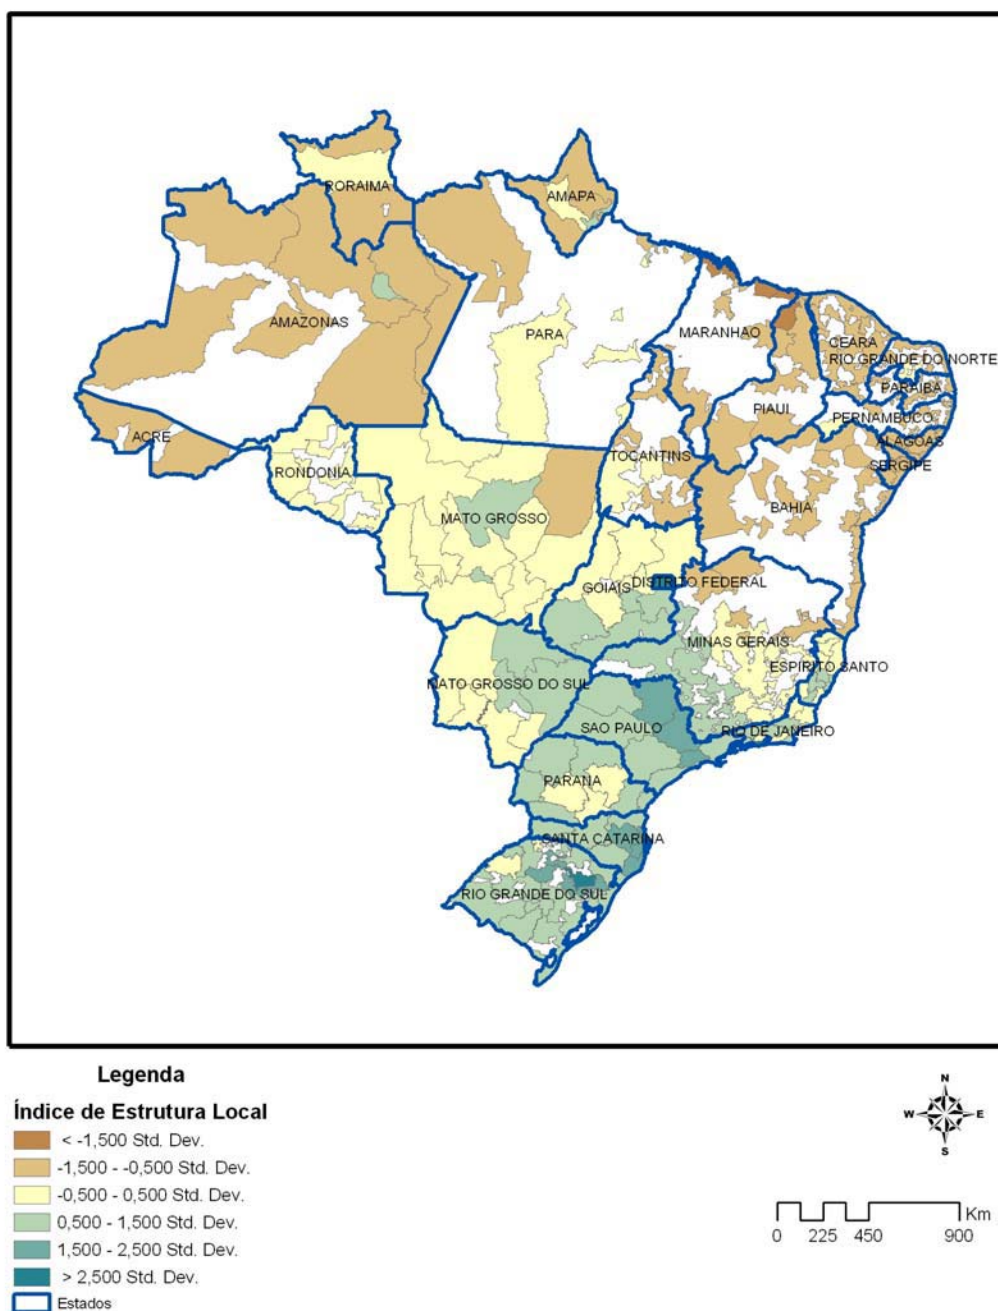 RORAIMA
AMAPA
AMAZONAS
PARA
MARANHAO
CEARA
RIO GRANDE DO NORTE
PARAIBA
PIAUI
PERNAMBUCO
ACRE
ALAGOAS
TOCANTINS
SERGIPE
RONDONIA
BAHIA
MATO GROSSO
GOIAIS
DISTRITO FEDERAL
MINAS GERAIS
ESPIRITO SANTO
MATO GROSSO DO SUL
SAO PAULO
RIO DE JANEIRO
PARANA
SANTA CATARINA
RIO GRANDE DO SUL
Legenda
Índice de Estrutura Local
< -1,500 Std. Dev.
-1,500 - -0,500 Std. Dev.
-0,500 - 0,500 Std. Dev.
0,500 - 1,500 Std. Dev.
1,500 - 2,500 Std. Dev.
> 2,500 Std. Dev.
Estados
N
W E
S
Km
0 225 450 900